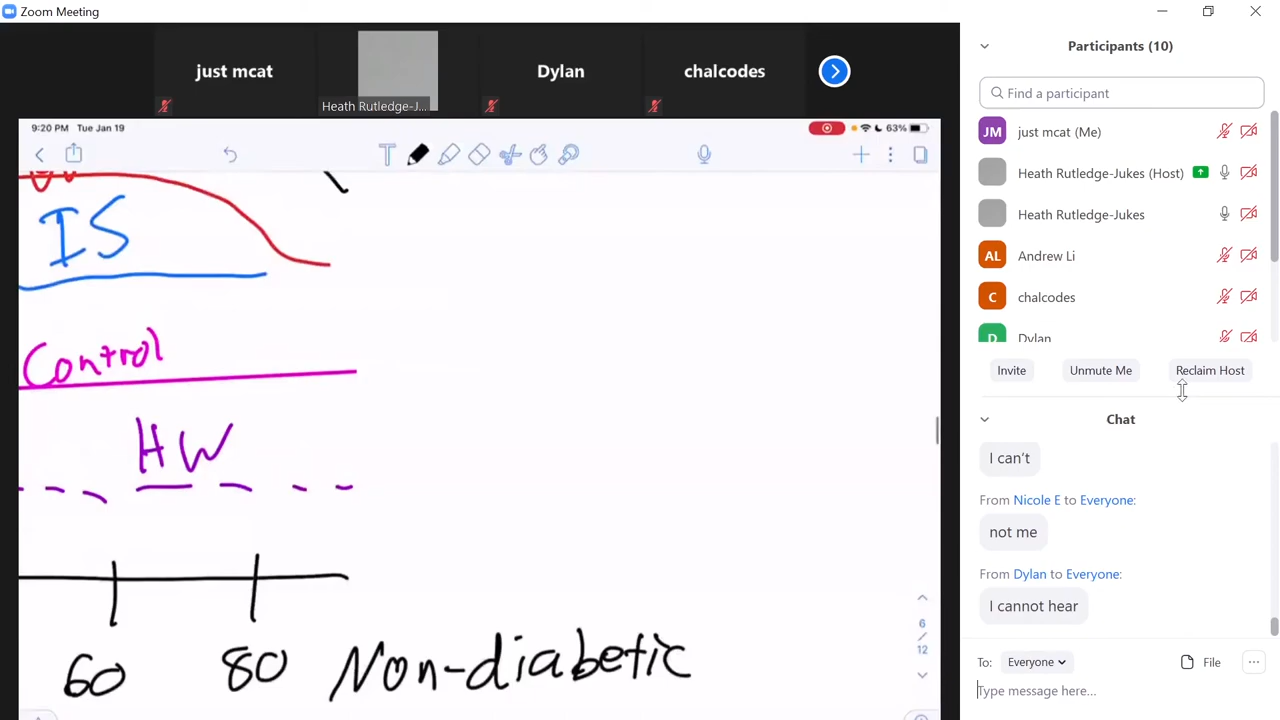 Zoom Meeting
just mcat
Heath Rutledge-J...
Dylan
chalcodes
9:20 PM Tue Jan 19
63%
T
IS
Control
HW
60
80
Non-diabetic
6
/
12
Participants (10)
Find a participant
JM just mcat (Me)
Heath Rutledge-Jukes (Host)
Heath Rutledge-Jukes
AL Andrew Li
C chalcodes
D Dylan
Invite Unmute Me Reclaim Host
Chat
I can't
From Nicole E to Everyone:
not me
From Dylan to Everyone:
I cannot hear
To: Everyone File ...
Type message here...